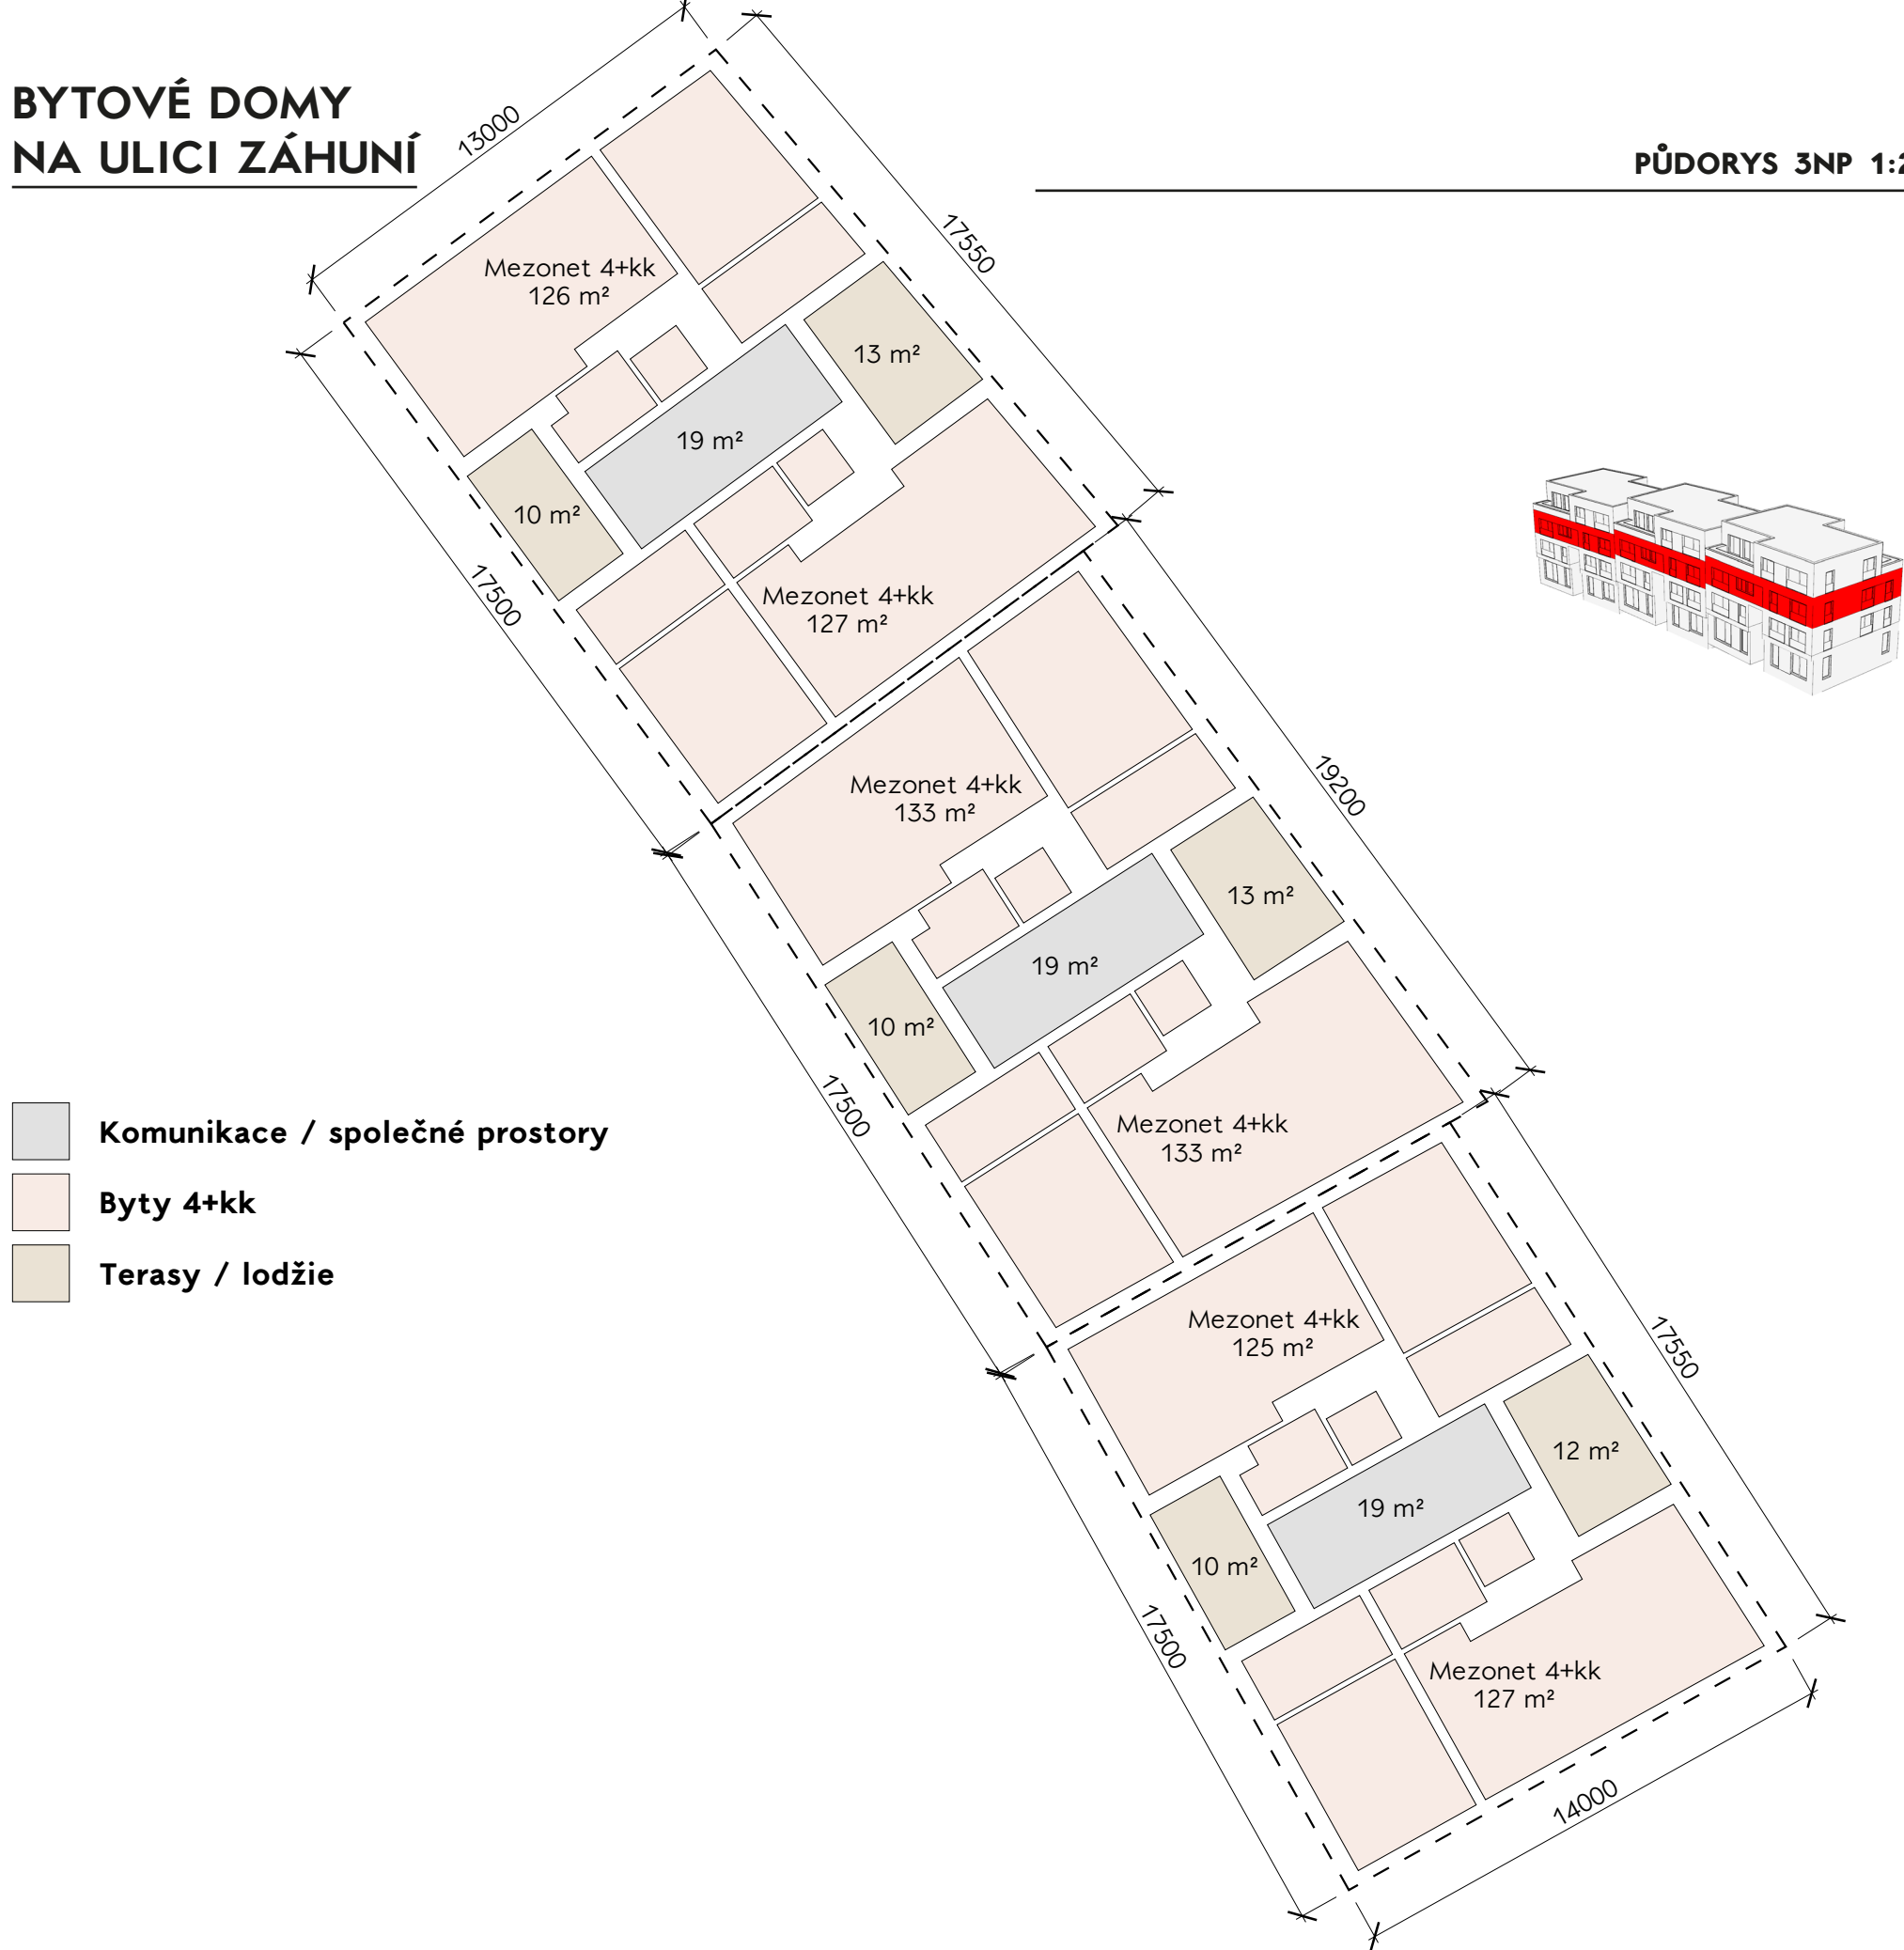 BYTOVÉ DOMY
NA ULICI ZÁHUNÍ
PŮDORYS 3NP 1:2
13000
17550
Mezonet 4+kk
126 m²
13 m²
19 m²
10 m²
17500
Mezonet 4+kk
127 m²
Mezonet 4+kk
133 m²
19200
13 m²
19 m²
10 m²
17500
Mezonet 4+kk
133 m²
Komunikace / společné prostory
Byty 4+kk
Terasy / lodžie
Mezonet 4+kk
125 m²
17550
12 m²
19 m²
10 m²
17500
Mezonet 4+kk
127 m²
14000